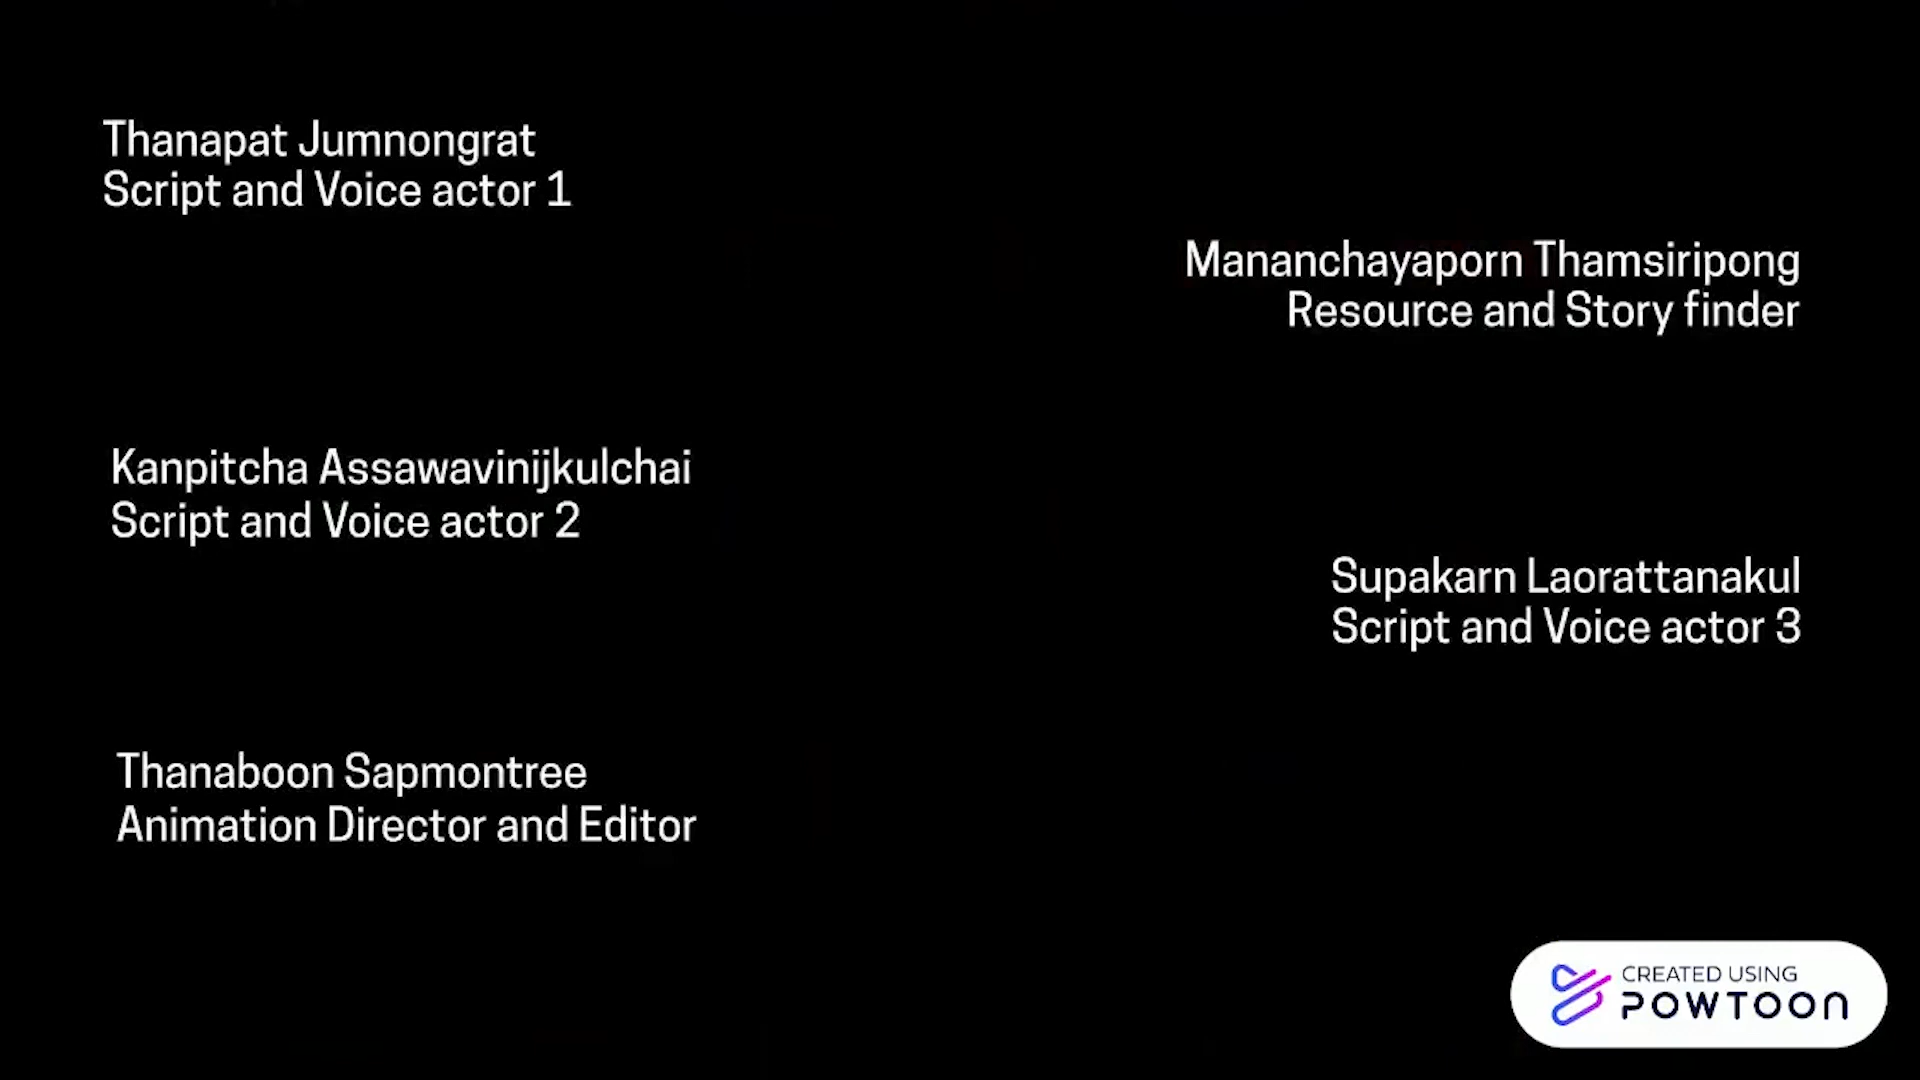 Thanapat Jumnongrat
Script and Voice actor 1
Mananchayaporn Thamsiripong
Resource and Story finder
Kanpitcha Assawavinijkulchai
Script and Voice actor 2
Supakarn Laorattanakul
Script and Voice actor 3
Thanaboon Sapmontree
Animation Director and Editor
CREATED USING
POWTOON